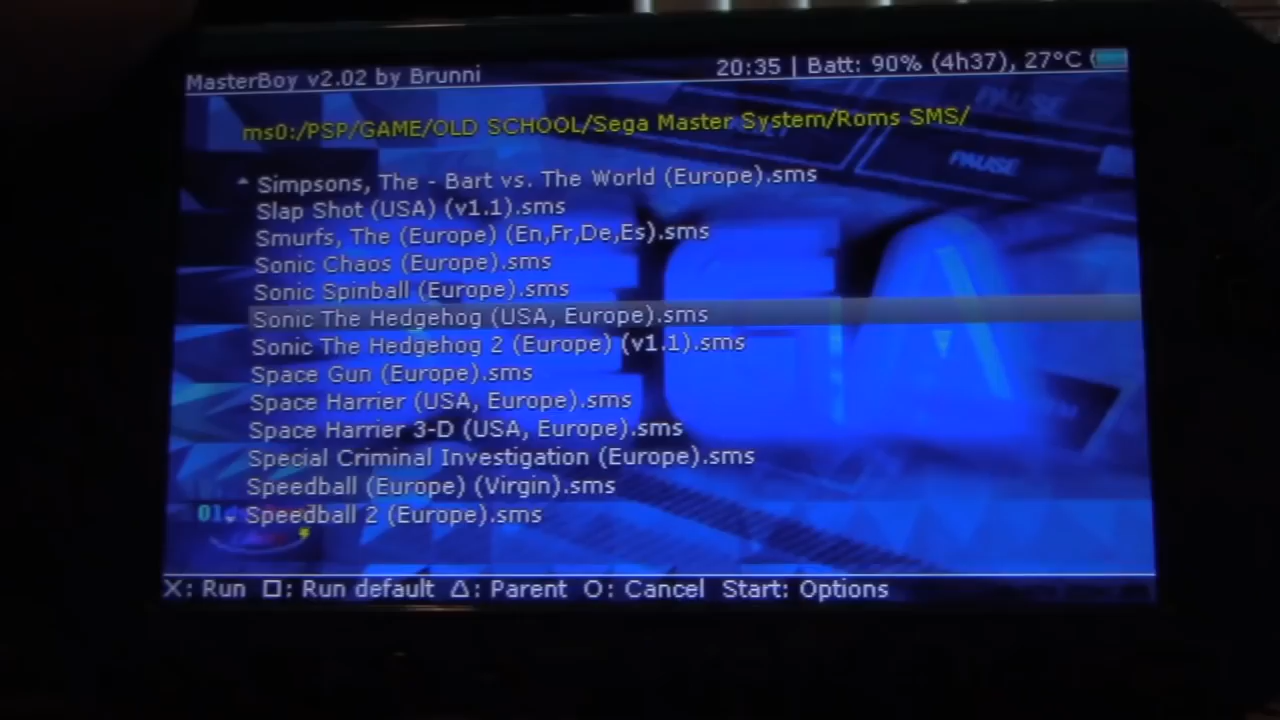 MasterBoy v2.02 by Brunni
20:35 | Batt: 90% (4h37), 27°C
ms0:/PSP/GAME/OLD SCHOOL/Sega Master System/Roms SMS/
PAUSE
PAUSE
Simpsons, The - Bart vs. The World (Europe).sms
Slap Shot (USA) (v1.1).sms
Smurfs, The (Europe) (En,Fr,De,Es).sms
Sonic Chaos (Europe).sms
Sonic Spinball (Europe).sms
Sonic The Hedgehog (USA, Europe).sms
Sonic The Hedgehog 2 (Europe) (v1.1).sms
Space Gun (Europe).sms
Space Harrier (USA, Europe).sms
Space Harrier 3-D (USA, Europe).sms
Special Criminal Investigation (Europe).sms
Speedball (Europe) (Virgin).sms
Speedball 2 (Europe).sms
EGA
01
X: Run □: Run default △: Parent O: Cancel Start: Options